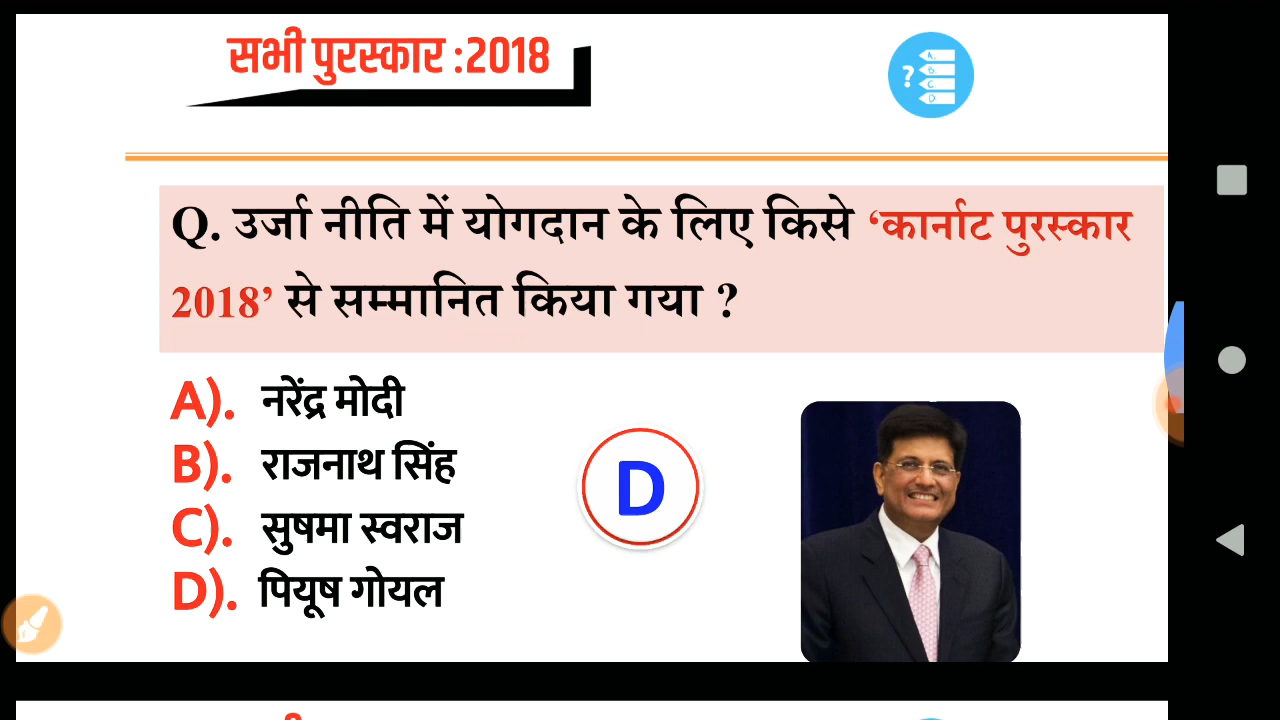 सभी पुरस्कार :2018
?
A.
B
C
D
Q. उर्जा नीति में योगदान के लिए किसे ‘कार्नाट पुरस्कार
2018’ से सम्मानित किया गया ?
A). नरेंद्र मोदी
B). राजनाथ सिंह
C). सुषमा स्वराज
D). पियूष गोयल
D